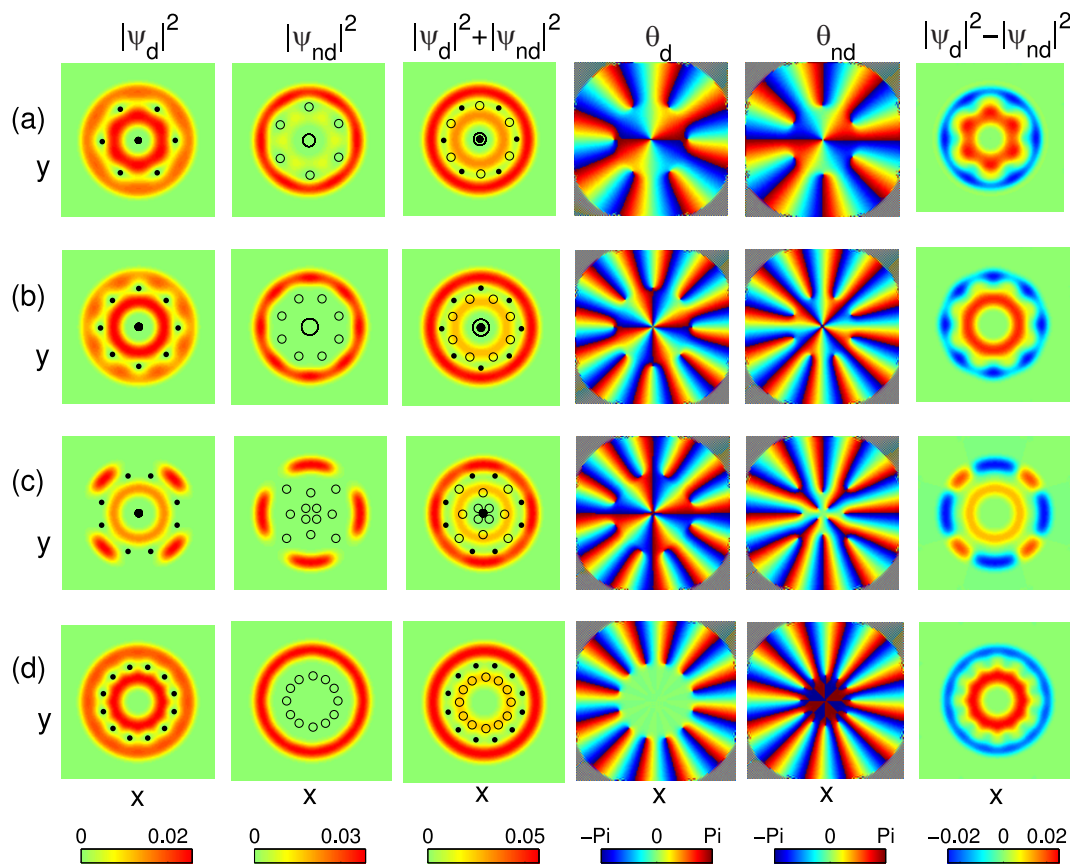 |ψd|² |ψnd|² |ψd|²+|ψnd|² θd θnd |ψd|²−|ψnd|²
(a)
y
(b)
y
(c)
y
(d)
y
x x x x x x
0 0.02 0 0.03 0 0.05 −Pi 0 Pi −Pi 0 Pi −0.02 0 0.02